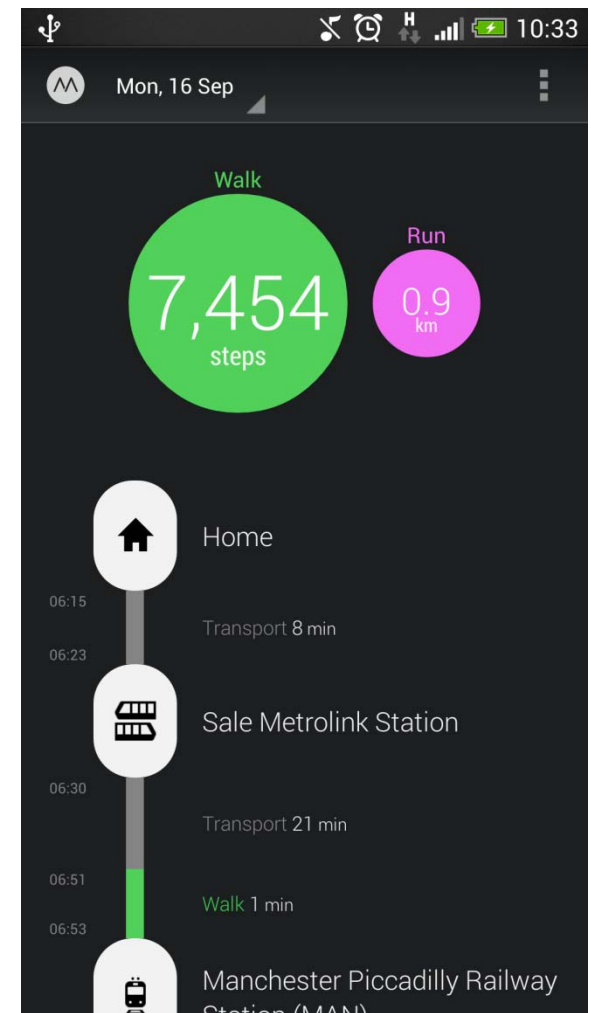 H 10:33
Mon, 16 Sep
Walk
7,454
steps
Run
0.9
km
Home
06:15
Transport 8 min
06:23
Sale Metrolink Station
06:30
Transport 21 min
06:51
Walk 1 min
06:53
Manchester Piccadilly Railway
Station (MAN)